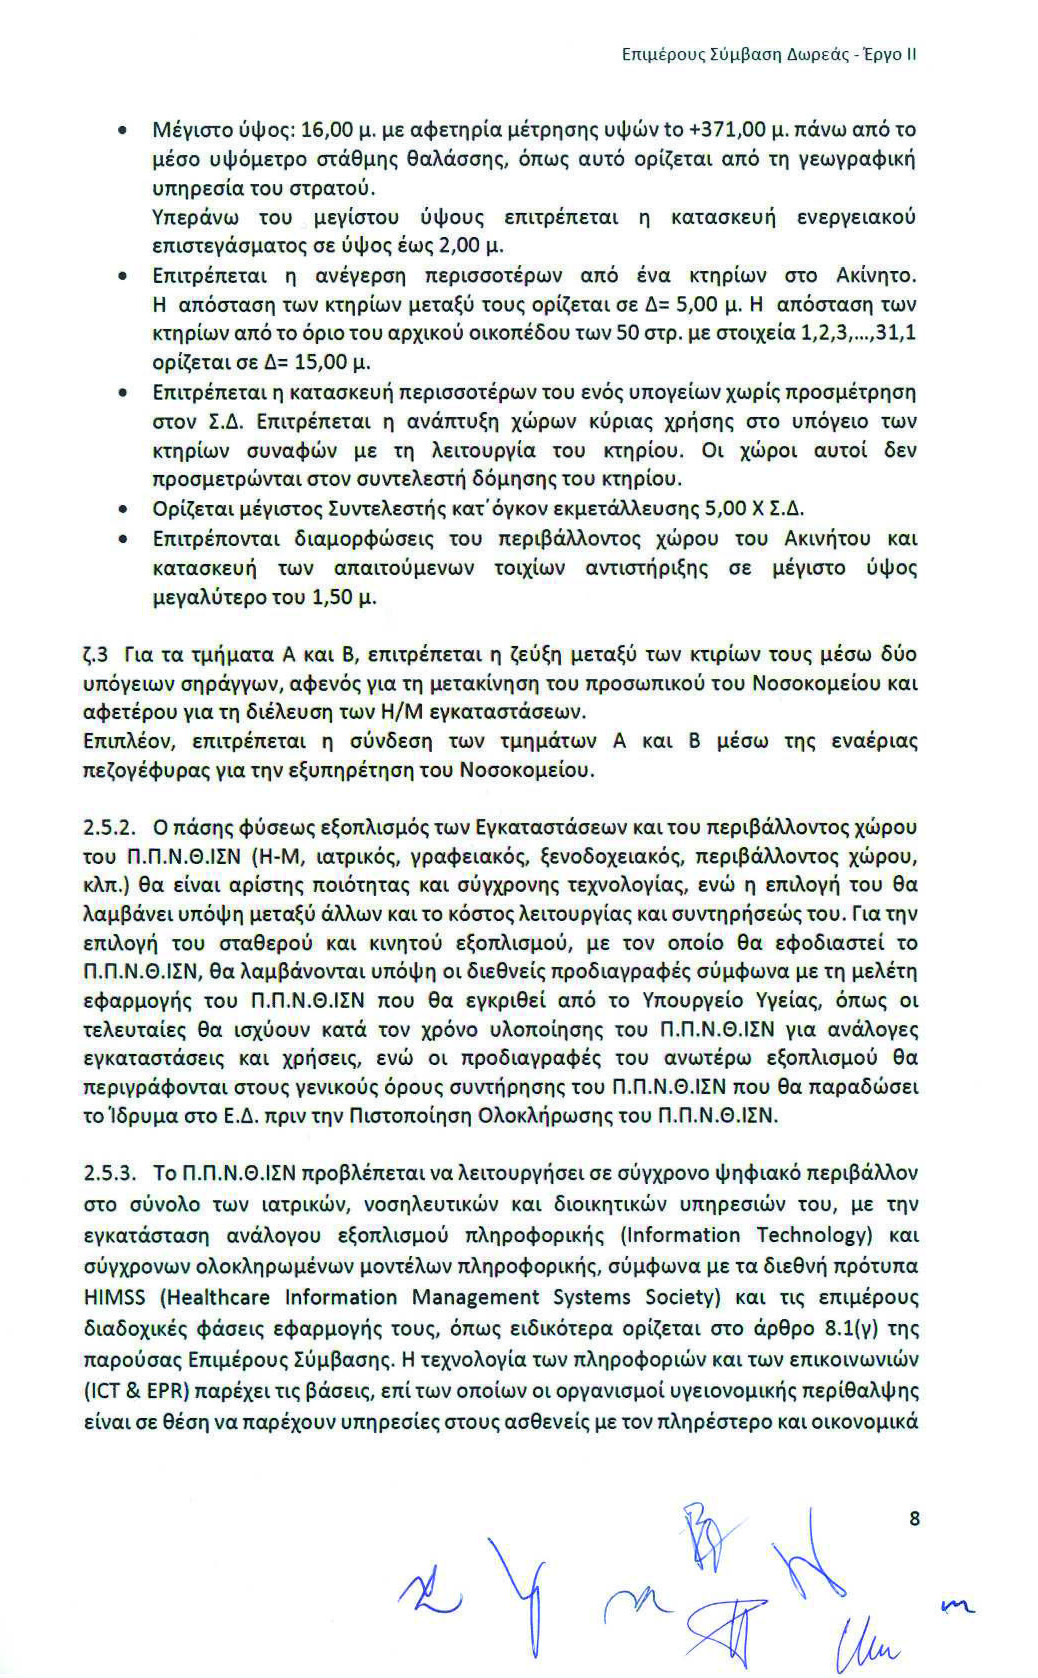 Επιμέρους Σύμβαση Δωρεάς - Έργο ΙΙ
• Μέγιστο ύψος: 16,00 μ. με αφετηρία μέτρησης υψών to +371,00 μ. πάνω από το
μέσο υψόμετρο στάθμης θαλάσσης, όπως αυτό ορίζεται από τη γεωγραφική
υπηρεσία του στρατού.
Υπεράνω του μεγίστου ύψους επιτρέπεται η κατασκευή ενεργειακού
επιστεγάσματος σε ύψος έως 2,00 μ.
• Επιτρέπεται η ανέγερση περισσοτέρων από ένα κτηρίων στο Ακίνητο.
Η απόσταση των κτηρίων μεταξύ τους ορίζεται σε Δ= 5,00 μ. Η απόσταση των
κτηρίων από το όριο του αρχικού οικοπέδου των 50 στρ. με στοιχεία 1,2,3,...,31,1
ορίζεται σε Δ= 15,00 μ.
• Επιτρέπεται η κατασκευή περισσοτέρων του ενός υπογείων χωρίς προσμέτρηση
στον Σ.Δ. Επιτρέπεται η ανάπτυξη χώρων κύριας χρήσης στο υπόγειο των
κτηρίων συναφών με τη λειτουργία του κτηρίου. Οι χώροι αυτοί δεν
προσμετρώνται στον συντελεστή δόμησης του κτηρίου.
• Ορίζεται μέγιστος Συντελεστής κατ΄όγκον εκμετάλλευσης 5,00 Χ Σ.Δ.
• Επιτρέπονται διαμορφώσεις του περιβάλλοντος χώρου του Ακινήτου και
κατασκευή των απαιτούμενων τοιχίων αντιστήριξης σε μέγιστο ύψος
μεγαλύτερο του 1,50 μ.
ζ.3 Για τα τμήματα Α και Β, επιτρέπεται η ζεύξη μεταξύ των κτιρίων τους μέσω δύο
υπόγειων σηράγγων, αφενός για τη μετακίνηση του προσωπικού του Νοσοκομείου και
αφετέρου για τη διέλευση των Η/Μ εγκαταστάσεων.
Επιπλέον, επιτρέπεται η σύνδεση των τμημάτων Α και Β μέσω της εναέριας
πεζογέφυρας για την εξυπηρέτηση του Νοσοκομείου.
2.5.2. Ο πάσης φύσεως εξοπλισμός των Εγκαταστάσεων και του περιβάλλοντος χώρου
του Π.Π.Ν.Θ.ΙΣΝ (Η-Μ, ιατρικός, γραφειακός, ξενοδοχειακός, περιβάλλοντος χώρου,
κλπ.) θα είναι αρίστης ποιότητας και σύγχρονης τεχνολογίας, ενώ η επιλογή του θα
λαμβάνει υπόψη μεταξύ άλλων και το κόστος λειτουργίας και συντηρήσεώς του. Για την
επιλογή του σταθερού και κινητού εξοπλισμού, με τον οποίο θα εφοδιαστεί το
Π.Π.Ν.Θ.ΙΣΝ, θα λαμβάνονται υπόψη οι διεθνείς προδιαγραφές σύμφωνα με τη μελέτη
εφαρμογής του Π.Π.Ν.Θ.ΙΣΝ που θα εγκριθεί από το Υπουργείο Υγείας, όπως οι
τελευταίες θα ισχύουν κατά τον χρόνο υλοποίησης του Π.Π.Ν.Θ.ΙΣΝ για ανάλογες
εγκαταστάσεις και χρήσεις, ενώ οι προδιαγραφές του ανωτέρω εξοπλισμού θα
περιγράφονται στους γενικούς όρους συντήρησης του Π.Π.Ν.Θ.ΙΣΝ που θα παραδώσει
το Ίδρυμα στο Ε.Δ. πριν την Πιστοποίηση Ολοκλήρωσης του Π.Π.Ν.Θ.ΙΣΝ.
2.5.3. Το Π.Π.Ν.Θ.ΙΣΝ προβλέπεται να λειτουργήσει σε σύγχρονο ψηφιακό περιβάλλον
στο σύνολο των ιατρικών, νοσηλευτικών και διοικητικών υπηρεσιών του, με την
εγκατάσταση ανάλογου εξοπλισμού πληροφορικής (Information Technology) και
σύγχρονων ολοκληρωμένων μοντέλων πληροφορικής, σύμφωνα με τα διεθνή πρότυπα
HIMSS (Healthcare Information Management Systems Society) και τις επιμέρους
διαδοχικές φάσεις εφαρμογής τους, όπως ειδικότερα ορίζεται στο άρθρο 8.1(γ) της
παρούσας Επιμέρους Σύμβασης. Η τεχνολογία των πληροφοριών και των επικοινωνιών
(ICT & EPR) παρέχει τις βάσεις, επί των οποίων οι οργανισμοί υγειονομικής περίθαλψης
είναι σε θέση να παρέχουν υπηρεσίες στους ασθενείς με τον πληρέστερο και οικονομικά
8